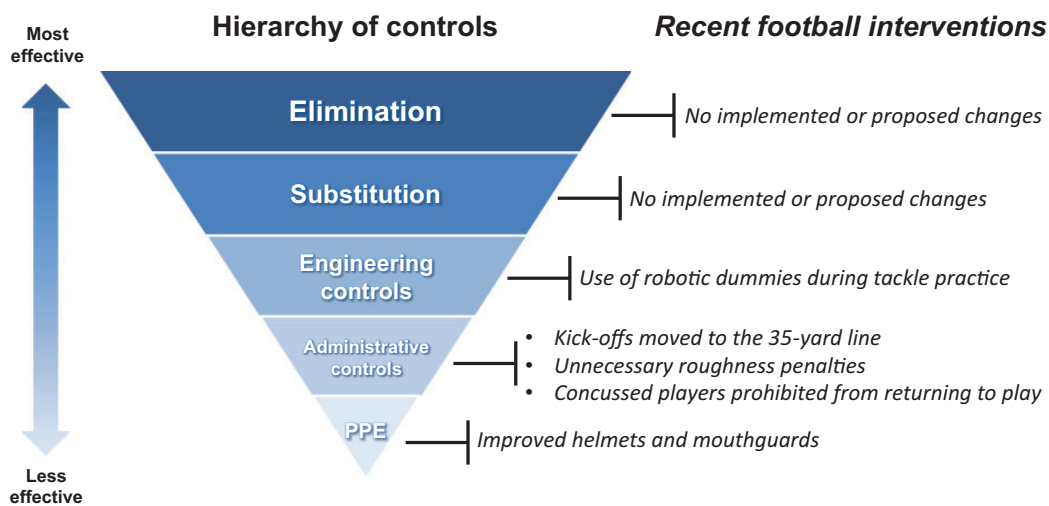 Hierarchy of controls
Recent football interventions
Most
effective
Elimination
No implemented or proposed changes
Substitution
No implemented or proposed changes
Engineering
controls
Use of robotic dummies during tackle practice
Administrative
controls
• Kick-offs moved to the 35-yard line
• Unnecessary roughness penalties
• Concussed players prohibited from returning to play
PPE
Improved helmets and mouthguards
Less
effective